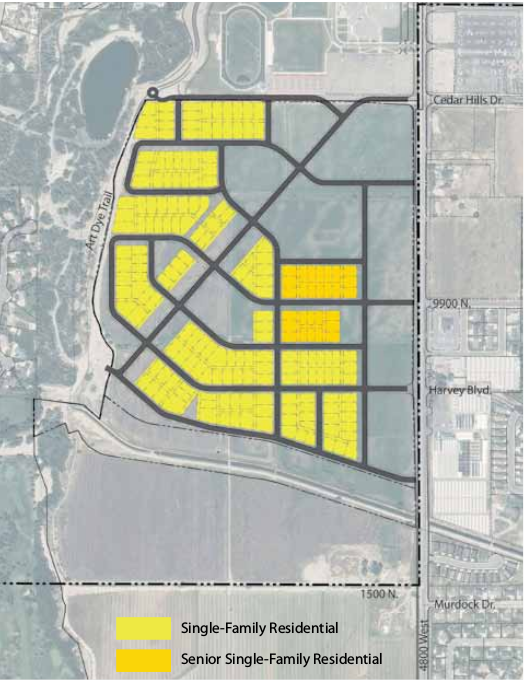 Cedar Hills Dr.
Art Dye Trail
9900 N.
Harvey Blvd.
1500 N.
Murdock Dr.
4800 West
Single-Family Residential
Senior Single-Family Residential